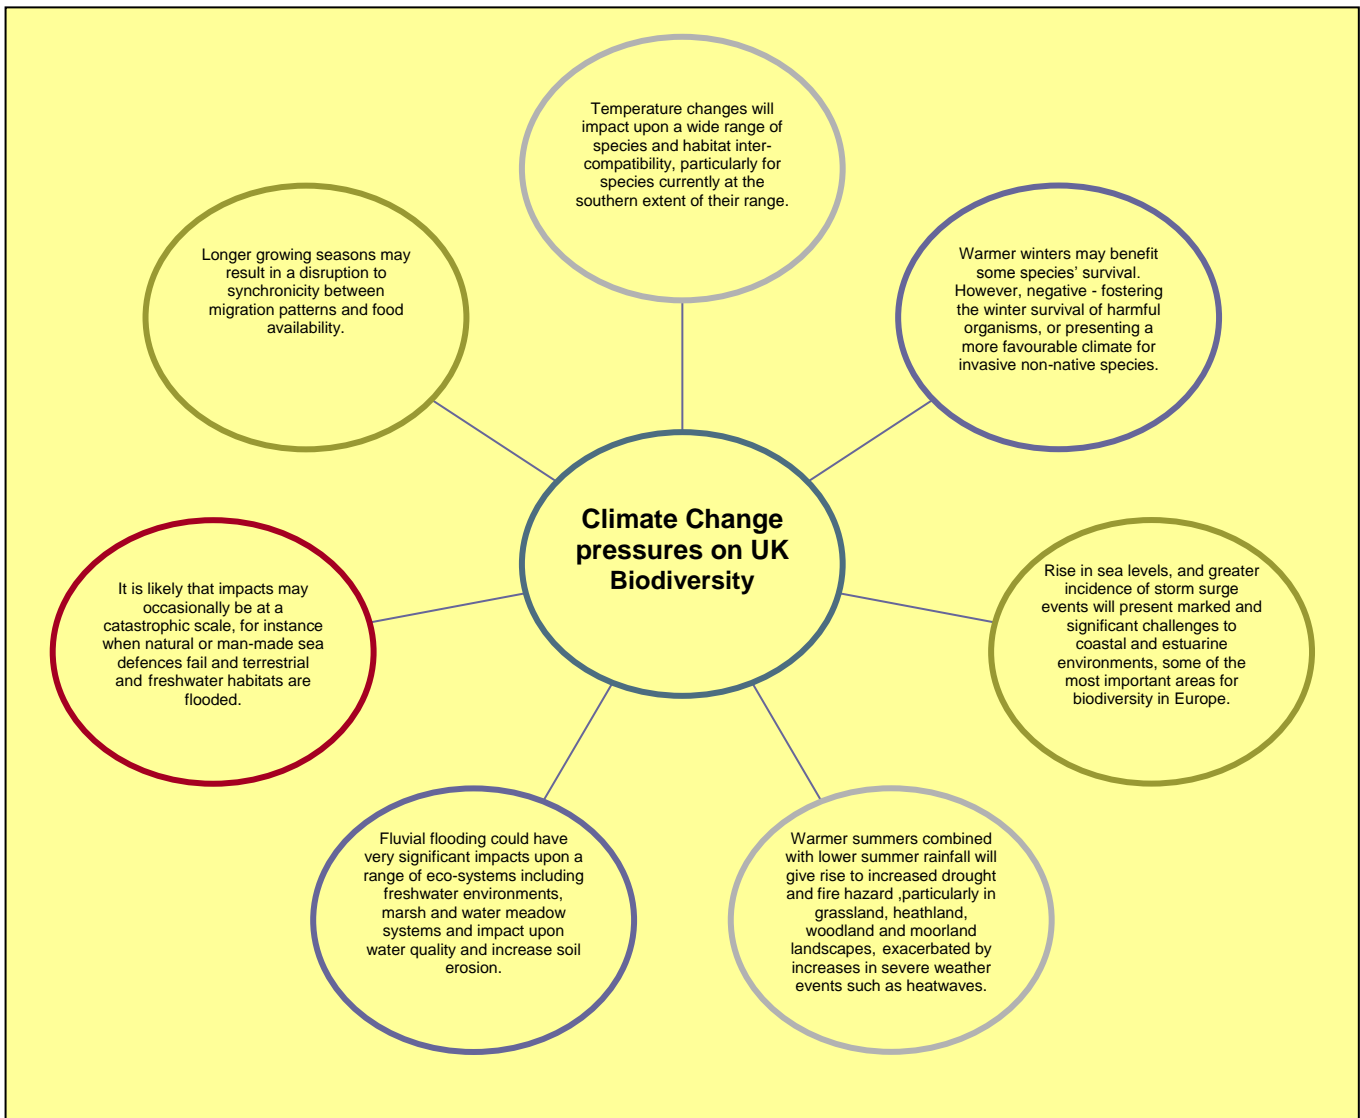 Temperature changes will
impact upon a wide range of
species and habitat inter-
compatibility, particularly for
species currently at the
southern extent of their range.
Longer growing seasons may
result in a disruption to
synchronicity between
migration patterns and food
availability.
Warmer winters may benefit
some species’ survival.
However, negative - fostering
the winter survival of harmful
organisms, or presenting a
more favourable climate for
invasive non-native species.
Climate Change
pressures on UK
Biodiversity
It is likely that impacts may
occasionally be at a
catastrophic scale, for instance
when natural or man-made sea
defences fail and terrestrial
and freshwater habitats are
flooded.
Rise in sea levels, and greater
incidence of storm surge
events will present marked and
significant challenges to
coastal and estuarine
environments, some of the
most important areas for
biodiversity in Europe.
Fluvial flooding could have
very significant impacts upon a
range of eco-systems including
freshwater environments,
marsh and water meadow
systems and impact upon
water quality and increase soil
erosion.
Warmer summers combined
with lower summer rainfall will
give rise to increased drought
and fire hazard ,particularly in
grassland, heathland,
woodland and moorland
landscapes, exacerbated by
increases in severe weather
events such as heatwaves.